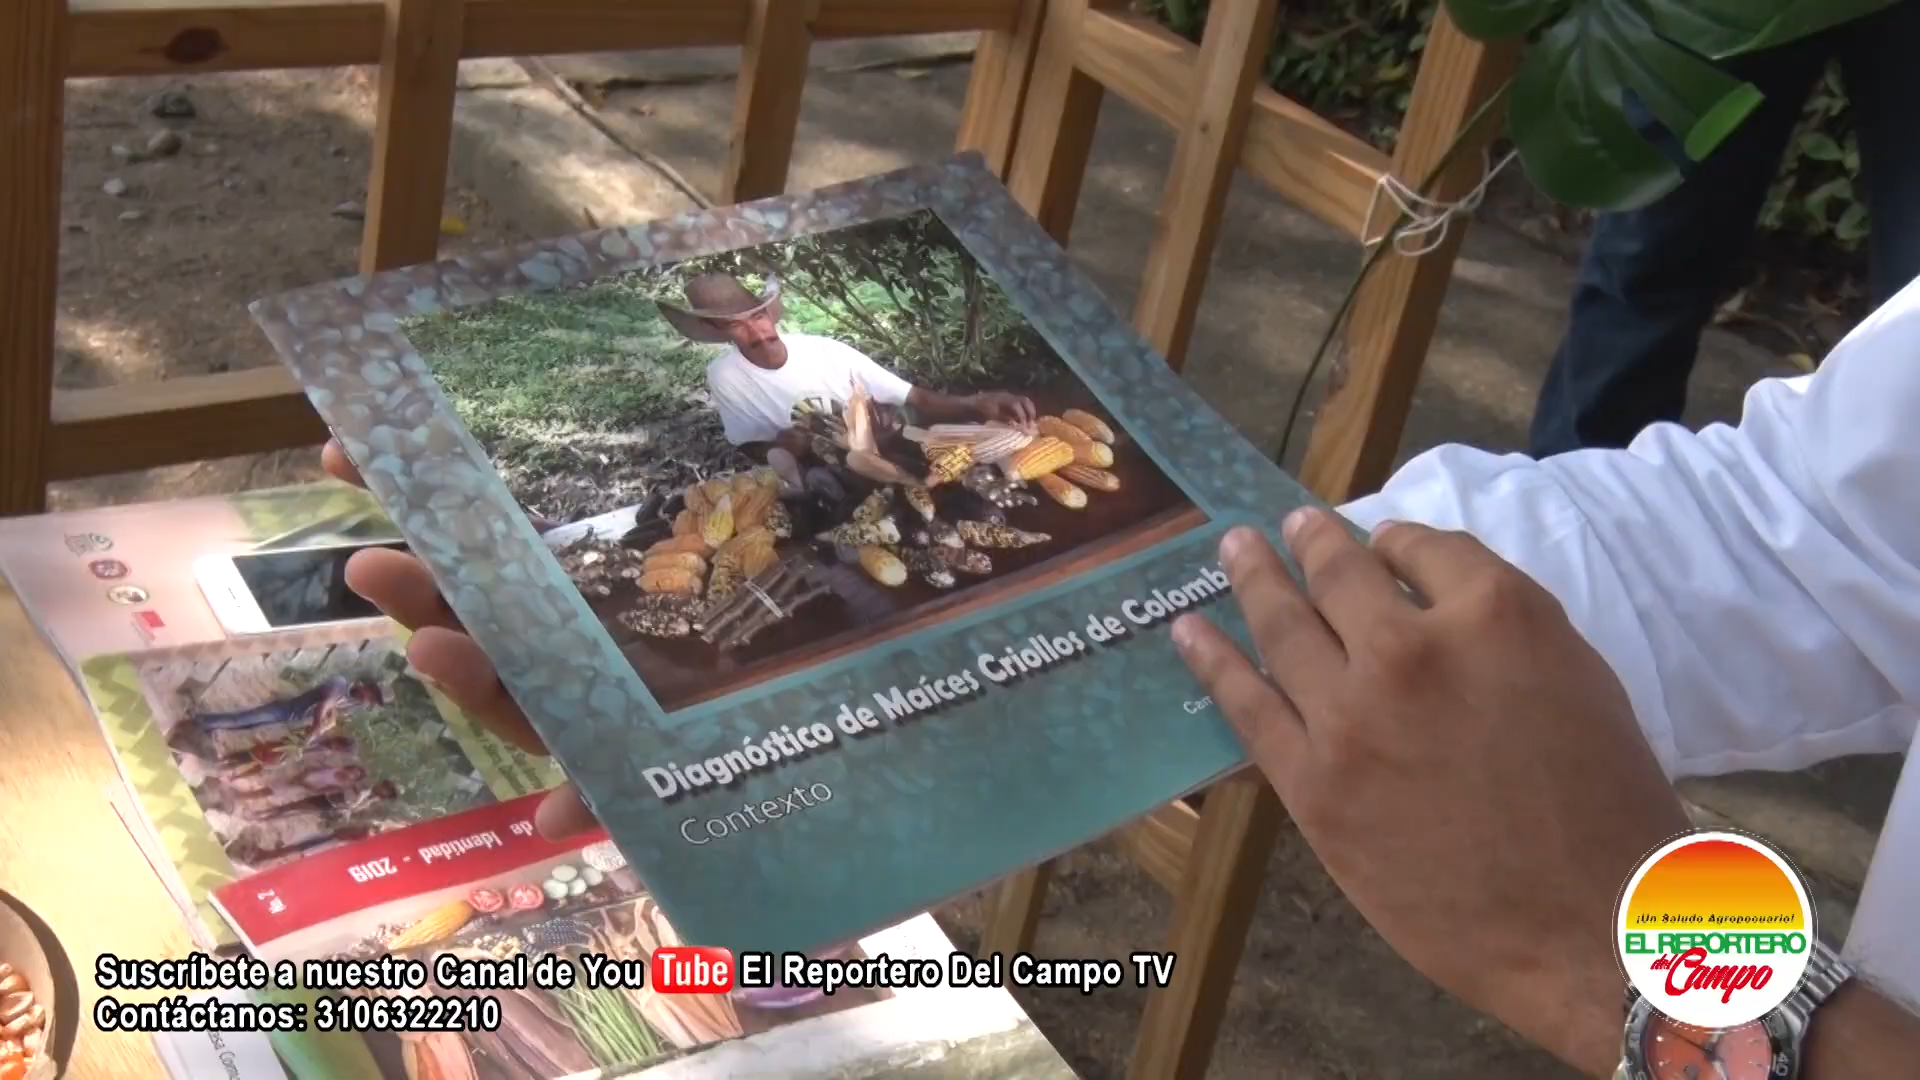 Diagnóstico de Maíces Criollos de Colomb
Contexto
Cam
de Identidad - 2019
Suscríbete a nuestro Canal de You Tube El Reportero Del Campo TV
Contáctanos: 3106322210
¡Un Saludo Agropecuario!
EL REPORTERO
del
Campo